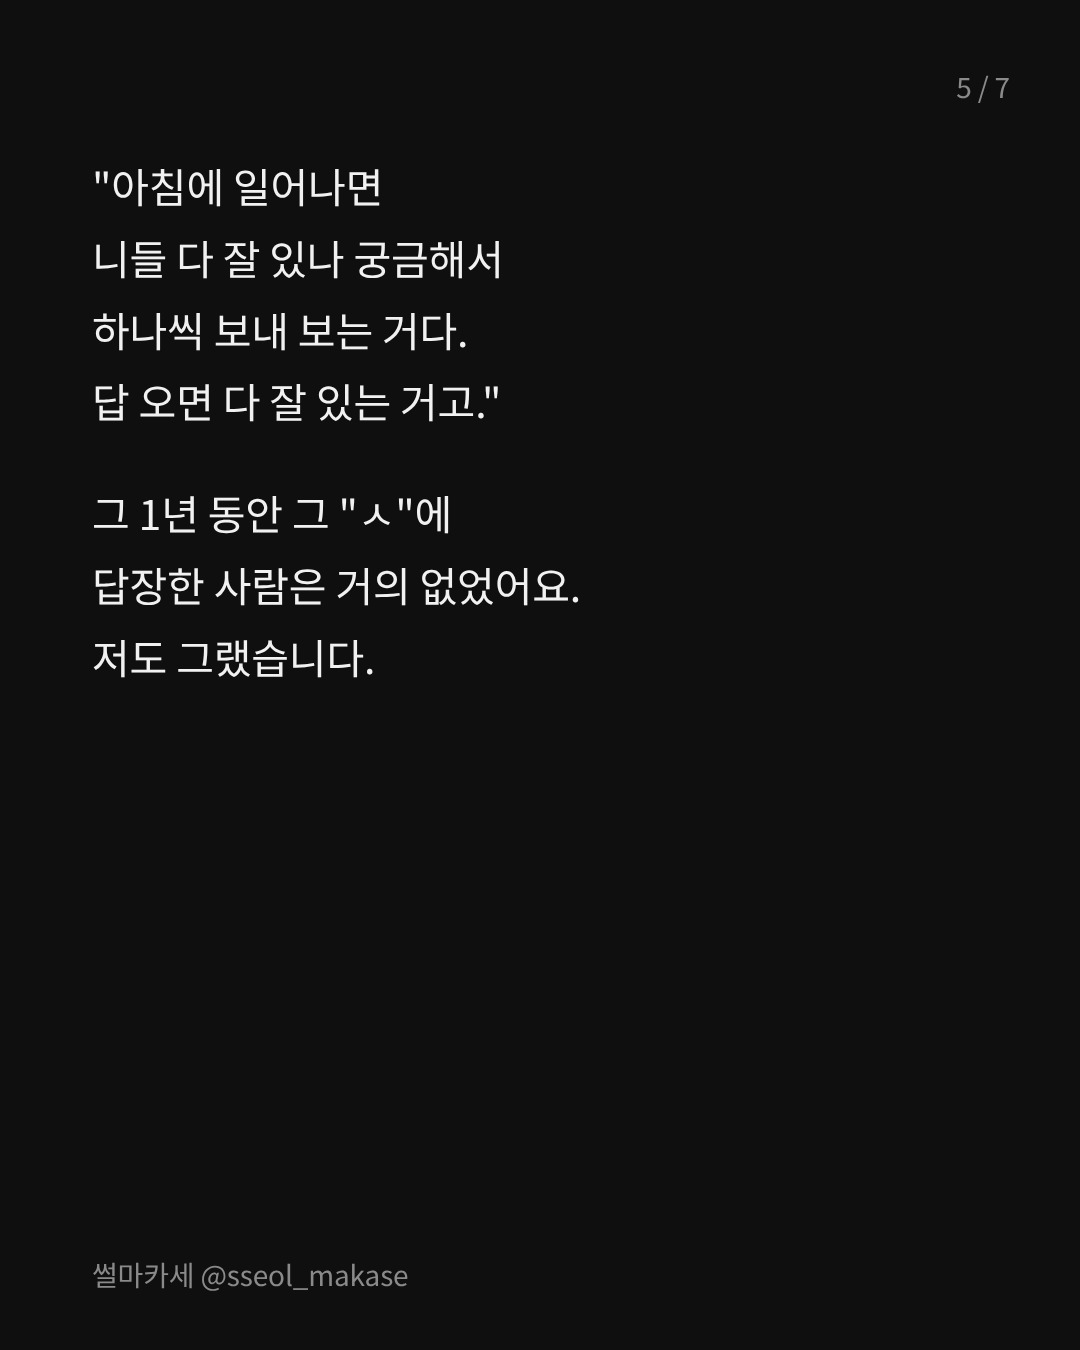 5 / 7
"아침에 일어나면
니들 다 잘 있나 궁금해서
하나씩 보내 보는 거다.
답 오면 다 잘 있는 거고."
그 1년 동안 그 "ㅅ"에
답장한 사람은 거의 없었어요.
저도 그랬습니다.
썰마카세 @sseol_makase